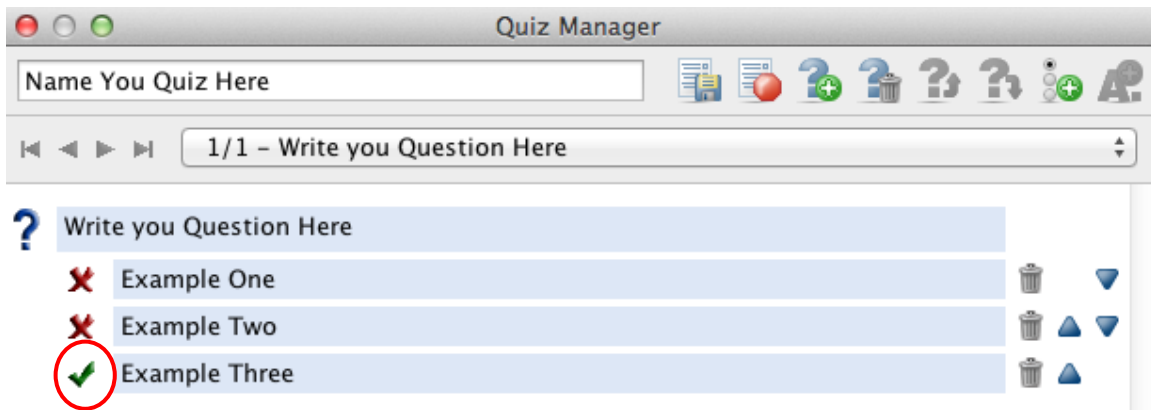 Quiz Manager
Name You Quiz Here
1/1 – Write you Question Here
Write you Question Here
Example One
Example Two
Example Three